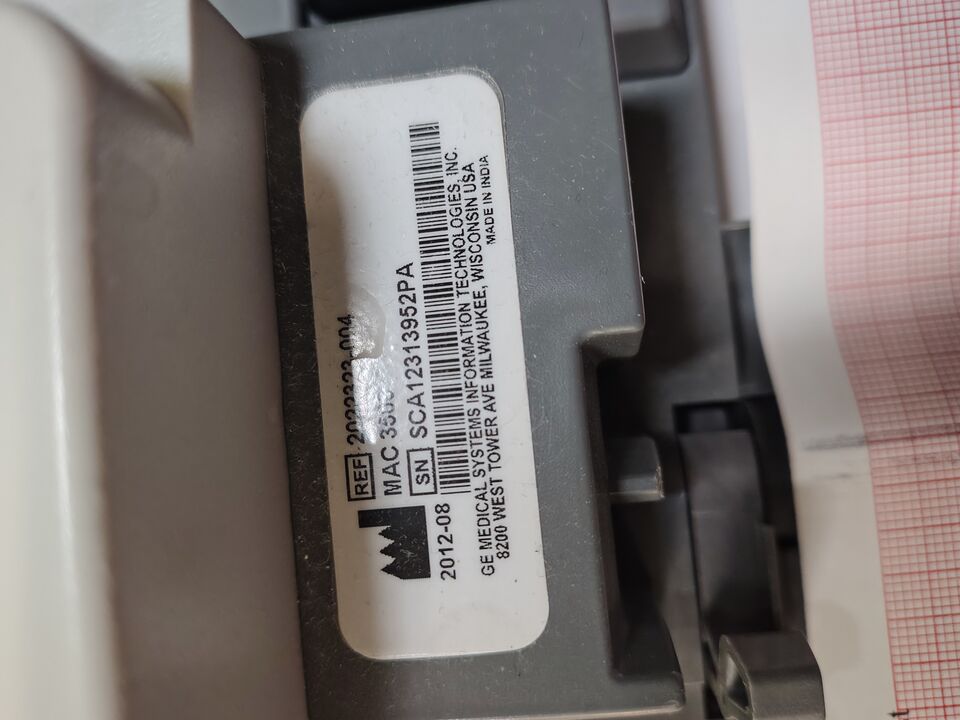 REF
MAC
SN SCA12313952PA
2012-08
GE MEDICAL SYSTEMS INFORMATION TECHNOLOGIES, INC.
8200 WEST TOWER AVE MILWAUKEE, WISCONSIN USA
MADE IN INDIA